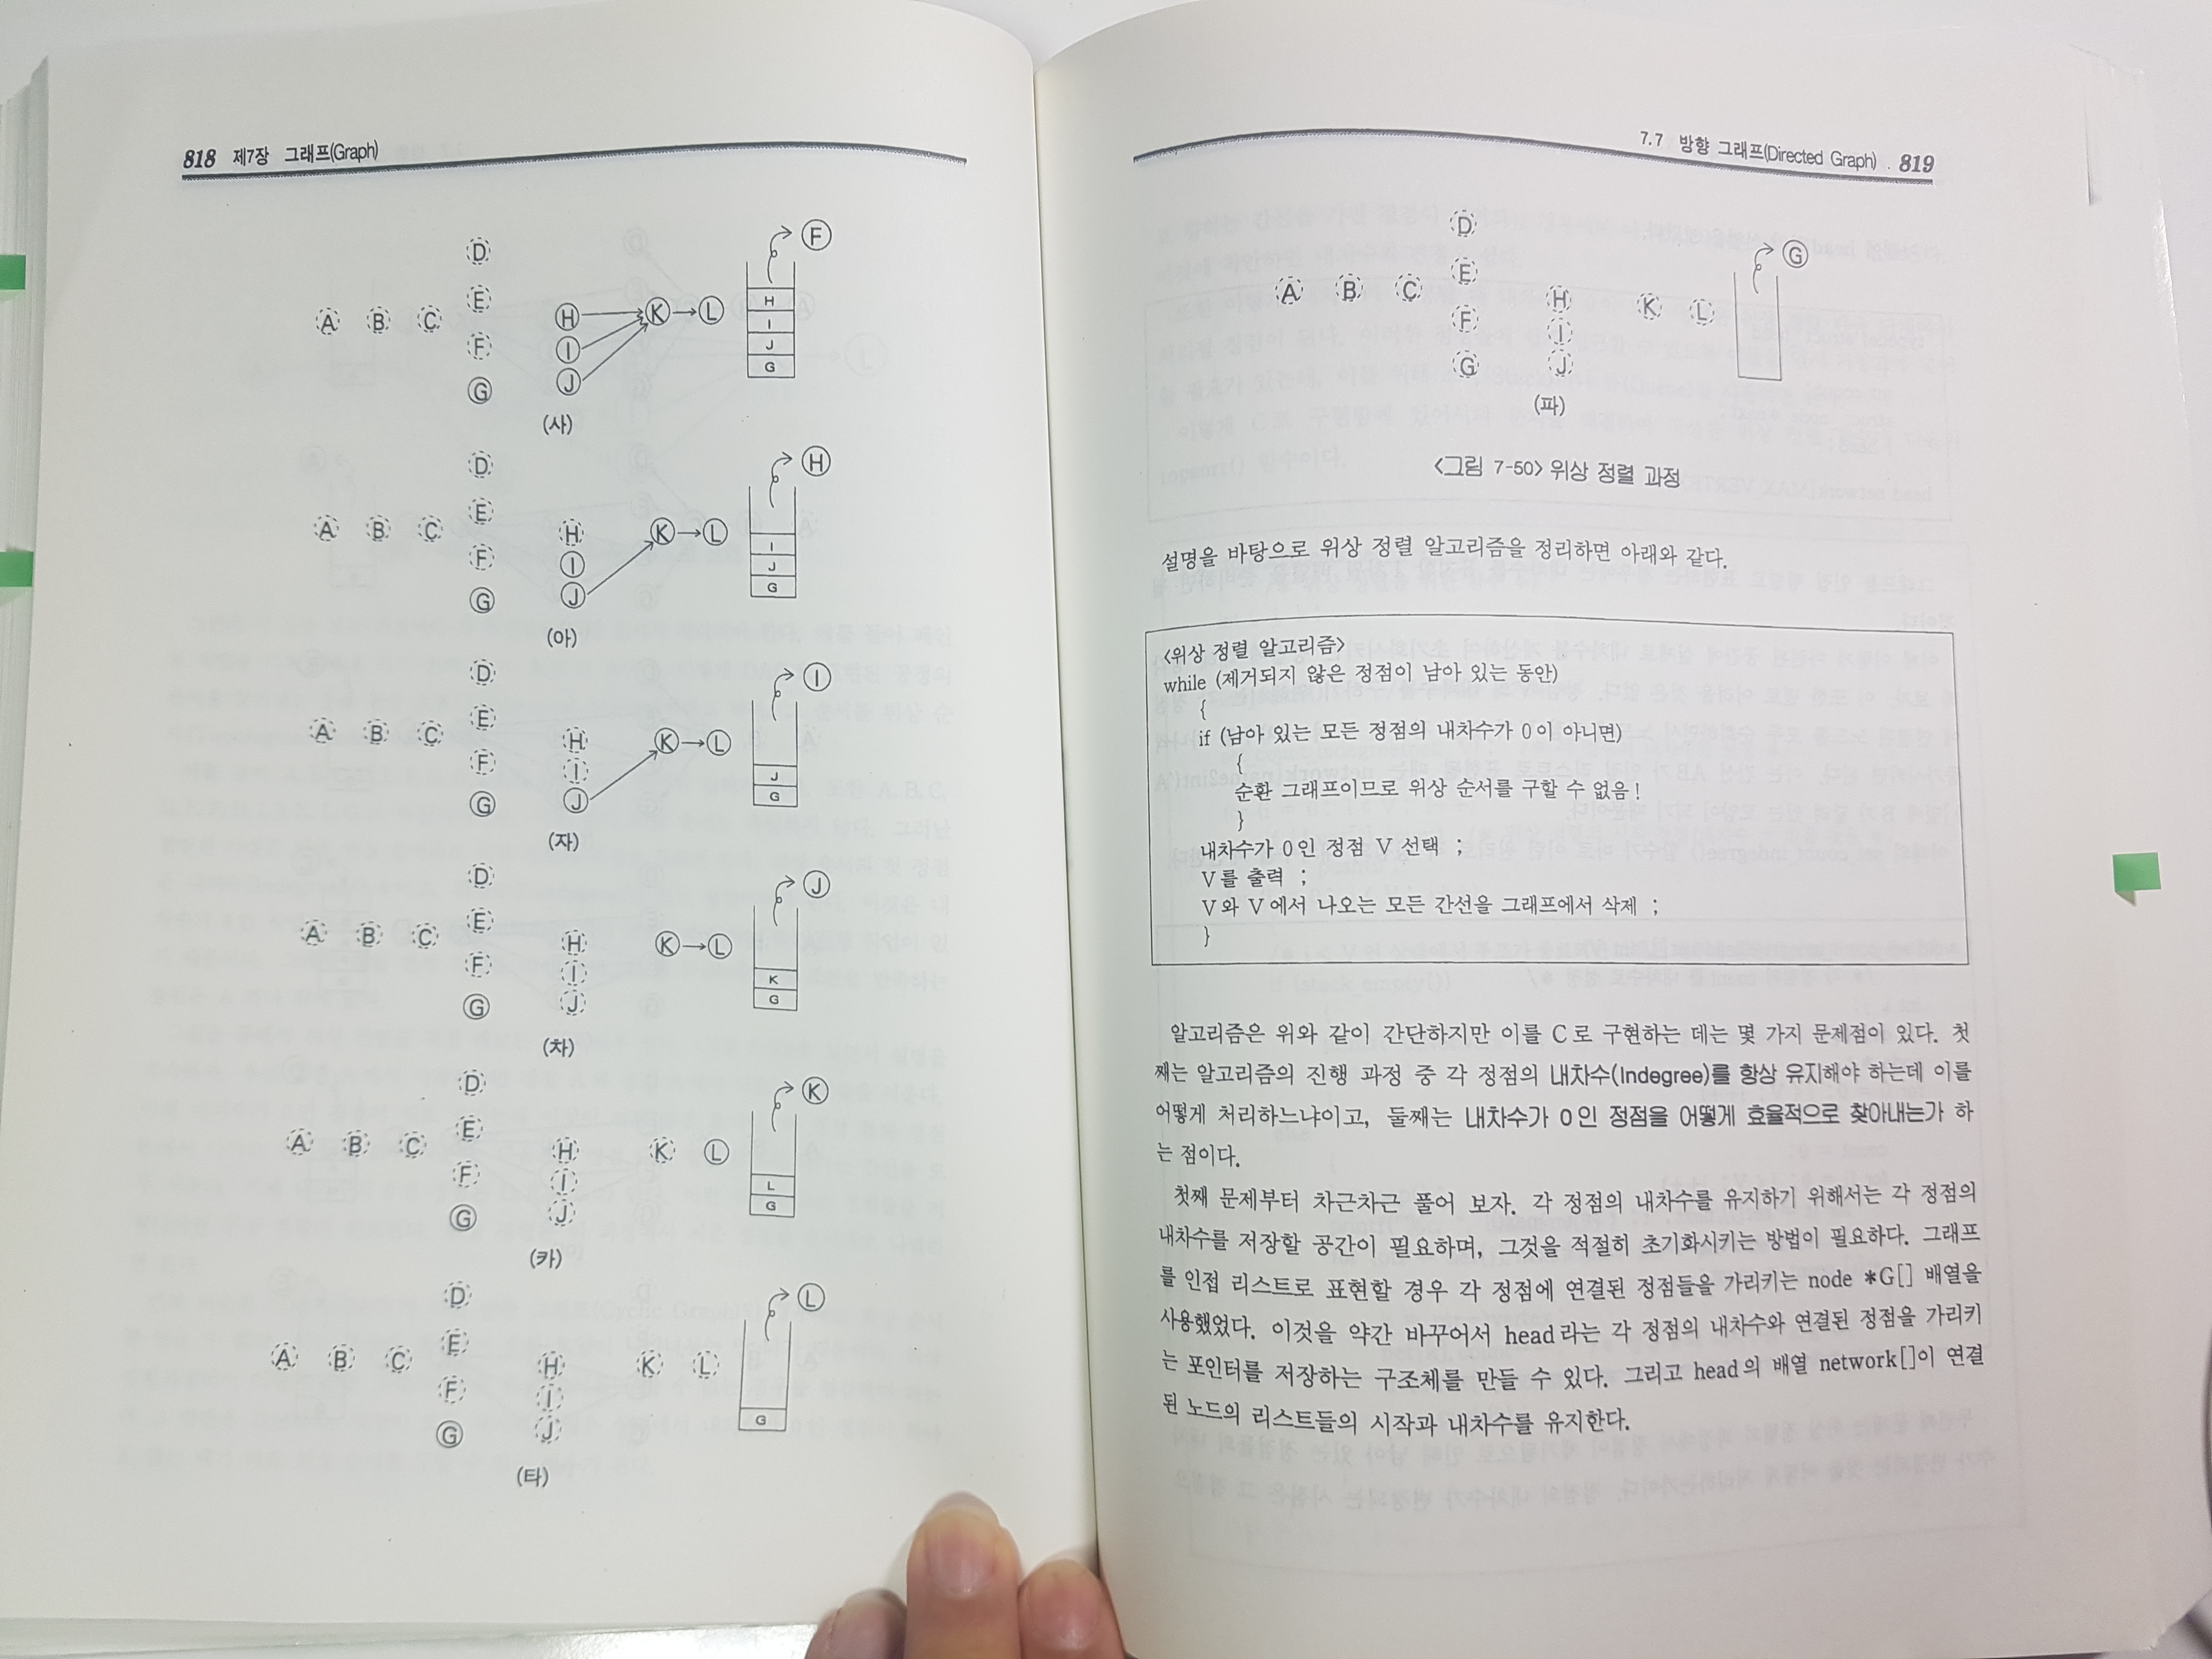 818 제7장 그래프(Graph)
D
E
A B C H K L
F I
G J
F
H
I
J
G
(사)
D
E
A B C H K L
F I
G J
H
I
J
G
(아)
D
E
A B C H K L
F I
G J
I
J
G
(자)
D
E
A B C H K L
F I
G J
J
K
G
(차)
D
E
A B C H K L
F I
G J
K
L
G
(카)
D
E
A B C H K L
F I
G J
L
G
(타)
7.7 방향 그래프(Directed Graph) . 819
D
E
A B C H K L
F I
G J
G
(파)
<그림 7-50> 위상 정렬 과정
설명을 바탕으로 위상 정렬 알고리즘을 정리하면 아래와 같다.
<위상 정렬 알고리즘>
while (제거되지 않은 정점이 남아 있는 동안)
{
if (남아 있는 모든 정점의 내차수가 0이 아니면)
{
순환 그래프이므로 위상 순서를 구할 수 없음!
}
내차수가 0인 정점 V 선택 ;
V를 출력 ;
V와 V에서 나오는 모든 간선을 그래프에서 삭제 ;
}
알고리즘은 위와 같이 간단하지만 이를 C로 구현하는 데는 몇 가지 문제점이 있다. 첫
째는 알고리즘의 진행 과정 중 각 정점의 내차수(Indegree)를 항상 유지해야 하는데 이를
어떻게 처리하느냐이고, 둘째는 내차수가 0인 정점을 어떻게 효율적으로 찾아내는가 하
는 점이다.
첫째 문제부터 차근차근 풀어 보자. 각 정점의 내차수를 유지하기 위해서는 각 정점의
내차수를 저장할 공간이 필요하며, 그것을 적절히 초기화시키는 방법이 필요하다. 그래프
를 인접 리스트로 표현할 경우 각 정점에 연결된 정점들을 가리키는 node *G[] 배열을
사용했었다. 이것을 약간 바꾸어서 head라는 각 정점의 내차수와 연결된 정점을 가리키
는 포인터를 저장하는 구조체를 만들 수 있다. 그리고 head의 배열 network[]이 연결
된 노드의 리스트들의 시작과 내차수를 유지한다.